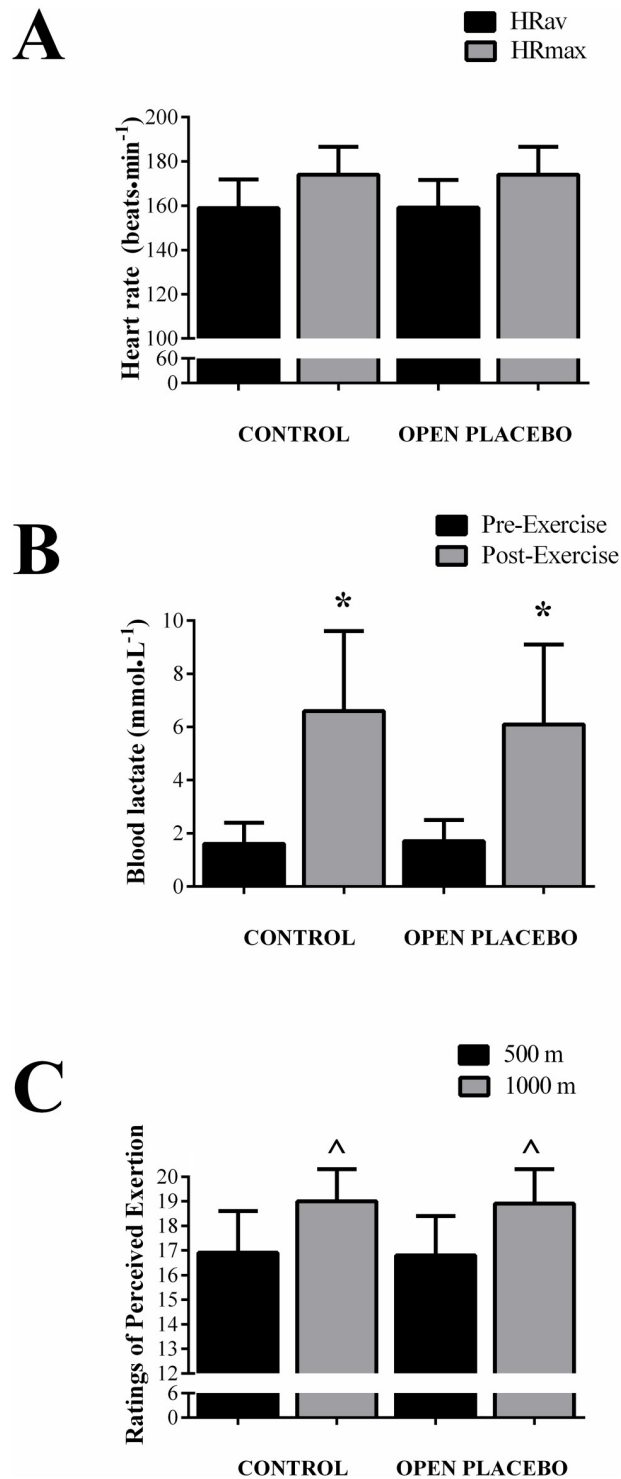 A
HRav
HRmax
Heart rate (beats•min⁻¹)
200
180
160
140
120
100
60
0
CONTROL OPEN PLACEBO
B
Pre-Exercise
Post-Exercise
Blood lactate (mmol•L⁻¹)
* *
10
8
6
4
2
0
CONTROL OPEN PLACEBO
C
500 m
1000 m
Ratings of Perceived Exertion
^ ^
20
19
18
17
16
15
14
13
12
6
0
CONTROL OPEN PLACEBO